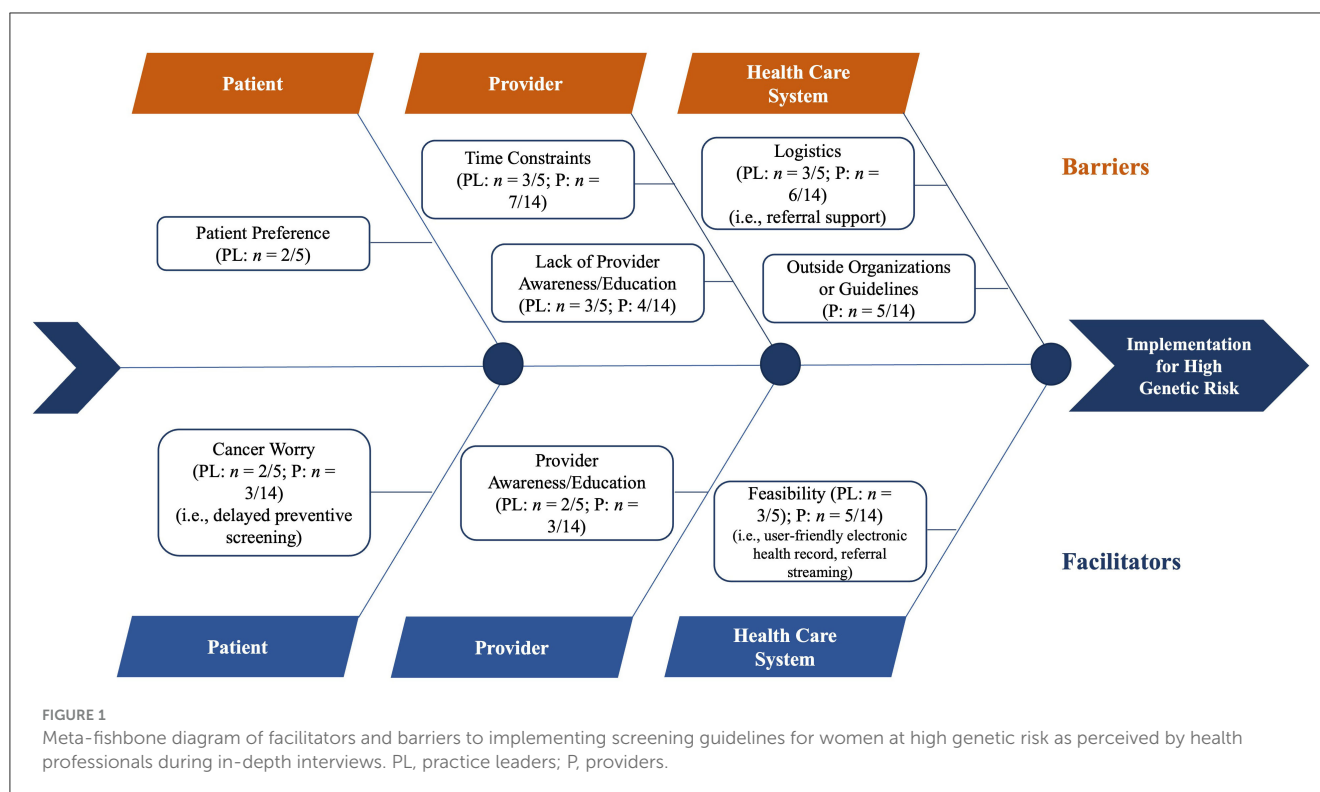 Patient
Provider
Health Care
System
Time Constraints
(PL: n = 3/5; P: n =
7/14)
Logistics
(PL: n = 3/5; P: n =
6/14)
(i.e., referral support)
Barriers
Patient Preference
(PL: n = 2/5)
Lack of Provider
Awareness/Education
(PL: n = 3/5; P: 4/14)
Outside Organizations
or Guidelines
(P: n = 5/14)
Implementation
for High
Genetic Risk
Cancer Worry
(PL: n = 2/5; P: n =
3/14)
(i.e., delayed preventive
screening)
Provider
Awareness/Education
(PL: n = 2/5; P: n =
3/14)
Feasibility (PL: n =
3/5); P: n = 5/14)
(i.e., user-friendly electronic
health record, referral
streaming)
Facilitators
Patient
Provider
Health Care
System
FIGURE 1
Meta-fishbone diagram of facilitators and barriers to implementing screening guidelines for women at high genetic risk as perceived by health
professionals during in-depth interviews. PL, practice leaders; P, providers.